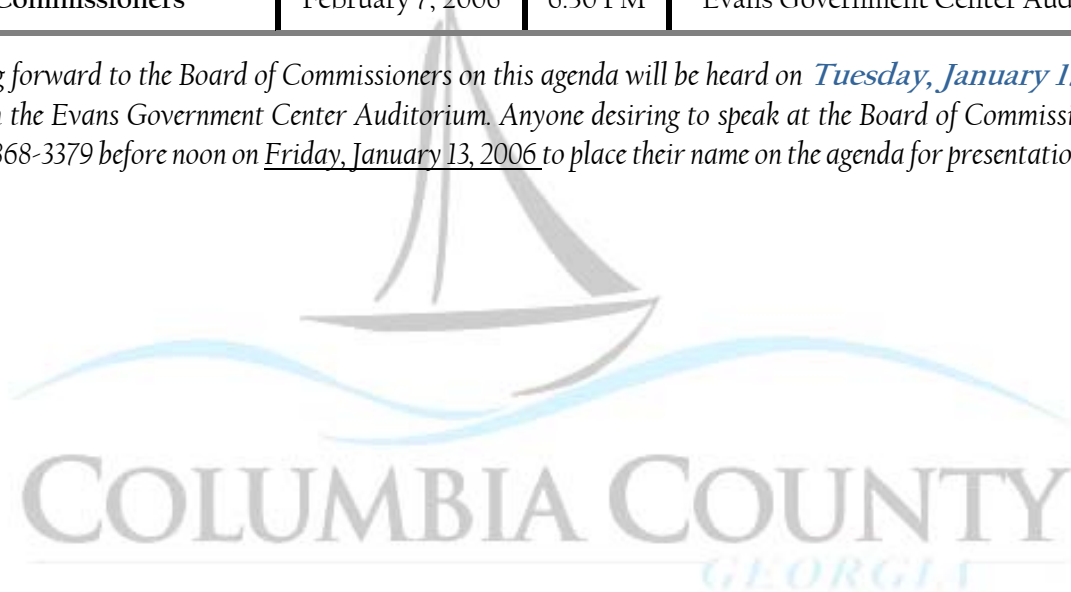 Commissioners February 7, 2006 6:30 PM Evans Government Center Aud
g forward to the Board of Commissioners on this agenda will be heard on Tuesday, January 1
the Evans Government Center Auditorium. Anyone desiring to speak at the Board of Commissi
868-3379 before noon on Friday, January 13, 2006 to place their name on the agenda for presentatio
COLUMBIA COUNTY
GEORGIA